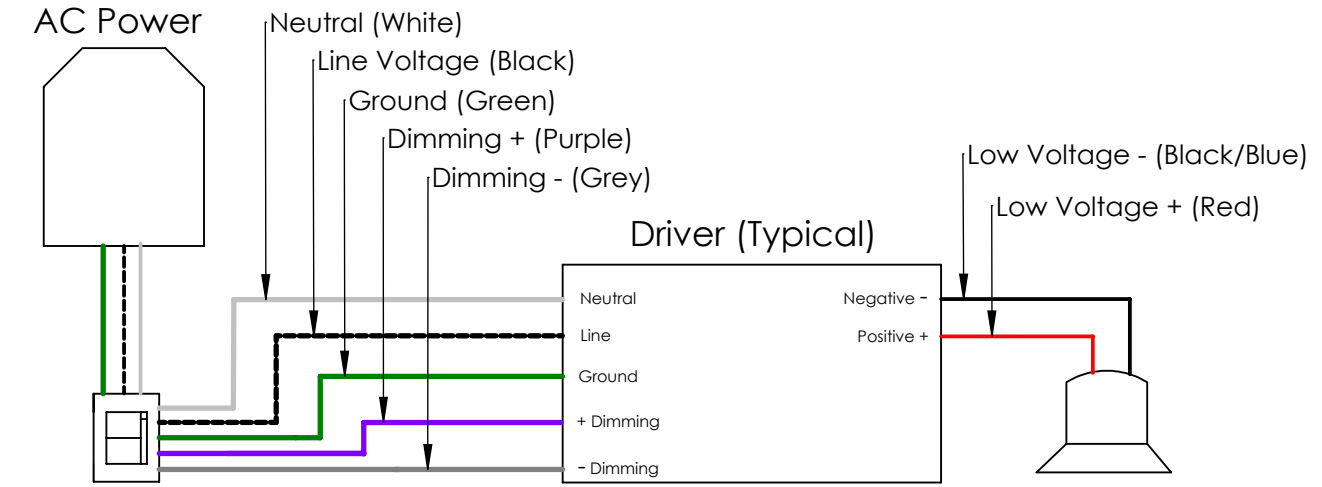 AC Power
Neutral (White)
Line Voltage (Black)
Ground (Green)
Dimming + (Purple)
Dimming - (Grey)
Low Voltage - (Black/Blue)
Low Voltage + (Red)
Driver (Typical)
Neutral
Line
Ground
+ Dimming
- Dimming
Negative -
Positive +